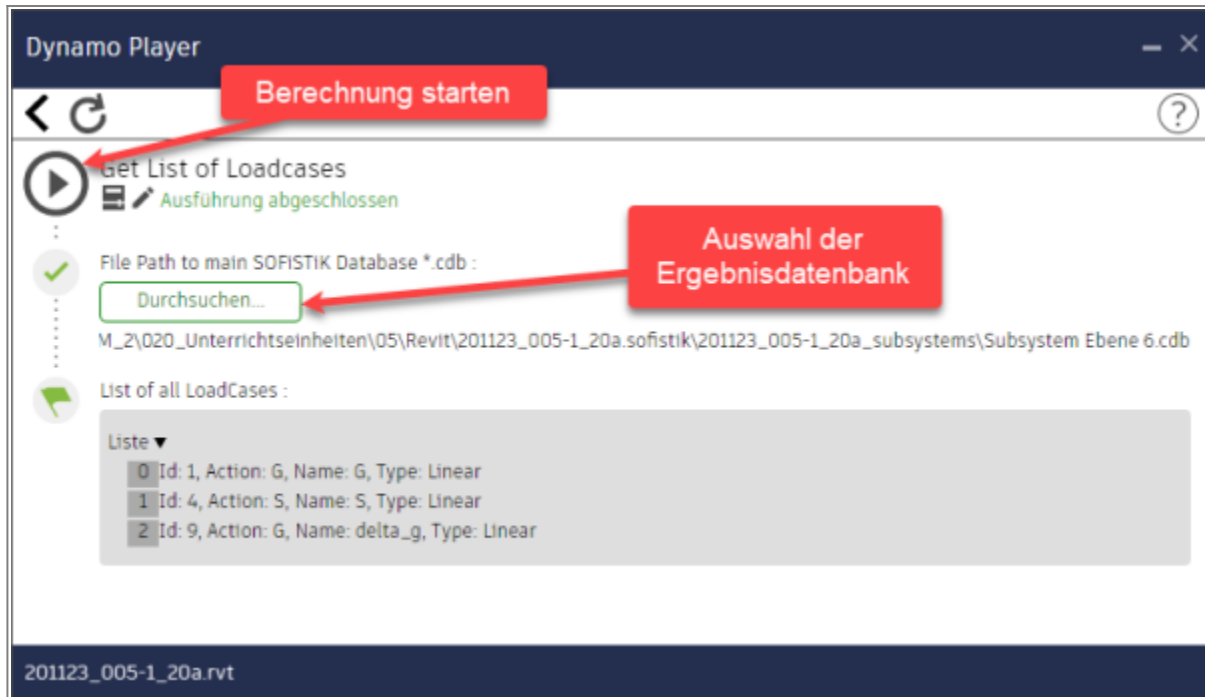 Dynamo Player
Berechnung starten
Get List of Loadcases
Ausführung abgeschlossen
Auswahl der
Ergebnisdatenbank
File Path to main SOFiSTiK Database *.cdb :
Durchsuchen...
M_2\020_Unterrichtseinheiten\05\Revit\201123_005-1_20a.sofistik\201123_005-1_20a_subsystems\Subsystem Ebene 6.cdb
List of all LoadCases :
Liste ▼
0 Id: 1, Action: G, Name: G, Type: Linear
1 Id: 4, Action: S, Name: S, Type: Linear
2 Id: 9, Action: G, Name: delta_g, Type: Linear
201123_005-1_20a.rvt